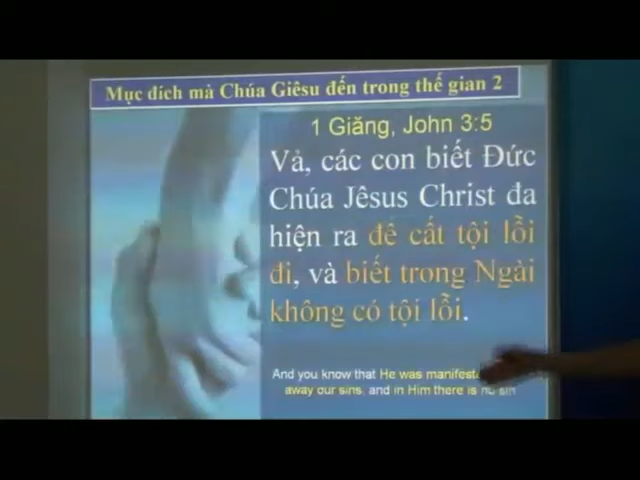 Mục đích mà Chúa Giêsu đến trong thế gian 2
1 Giăng, John 3:5
Vả, các con biết Đức
Chúa Jêsus Christ đa
hiện ra để cất tội lỗi
đi, và biết trong Ngài
không có tội lỗi.
And you know that He was
away our sins, and in Him there is no sin